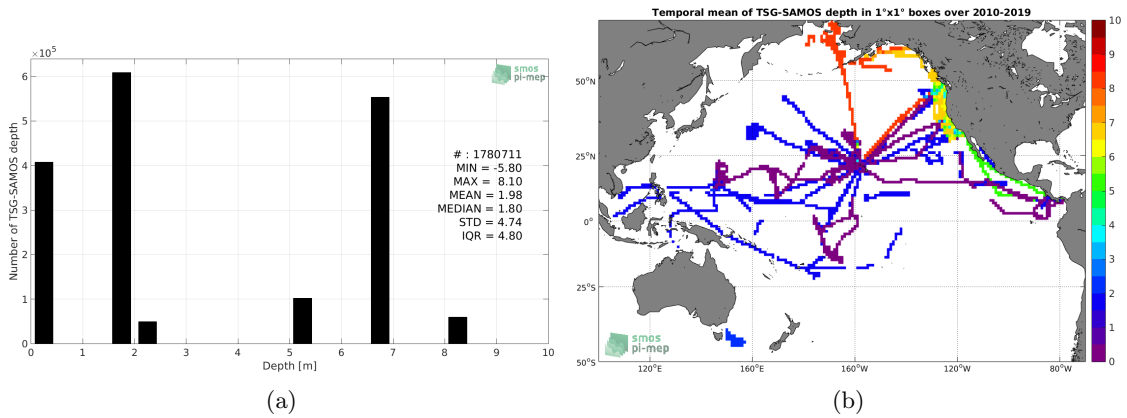 ×10⁵
6
5
4
3
2
1
0
Number of TSG-SAMOS depth
smos
pi-mep
# : 1780711
MIN = -5.80
MAX = 8.10
MEAN = 1.98
MEDIAN = 1.80
STD = 4.74
IQR = 4.80
0 1 2 3 4 5 6 7 8 9 10
Depth [m]
(a)
Temporal mean of TSG-SAMOS depth in 1°x1° boxes over 2010-2019
50°N
25°N
0°
25°S
50°S
smos
pi-mep
120°E 160°E 160°W 120°W 80°W
10
9
8
7
6
5
4
3
2
1
0
(b)